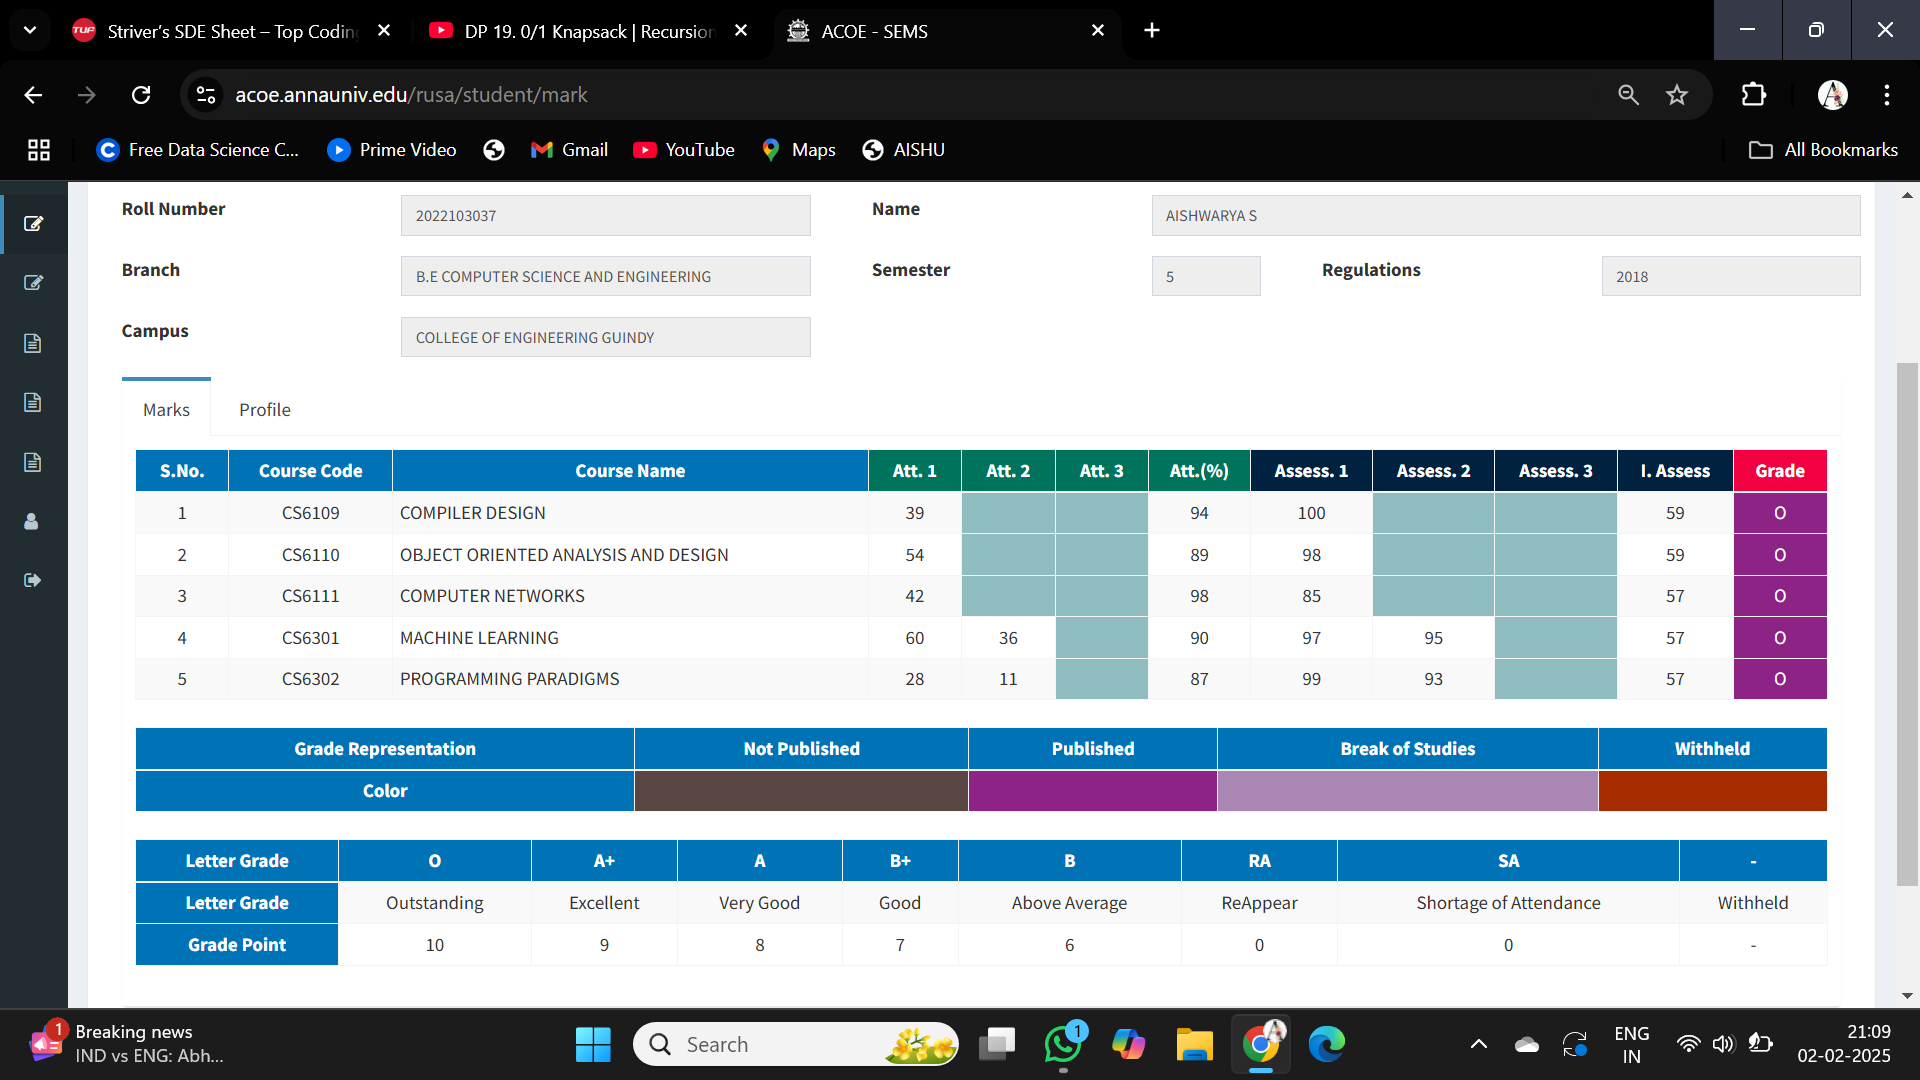 Striver's SDE Sheet – Top Coding
DP 19. 0/1 Knapsack | Recursion
ACOE - SEMS
acoe.annauniv.edu/rusa/student/mark
Free Data Science C...
Prime Video
Gmail
YouTube
Maps
AISHU
All Bookmarks
Roll Number 2022103037 Name AISHWARYA S
Branch B.E COMPUTER SCIENCE AND ENGINEERING Semester 5 Regulations 2018
Campus COLLEGE OF ENGINEERING GUINDY
Marks Profile
S.No. Course Code Course Name Att. 1 Att. 2 Att. 3 Att.(%) Assess. 1 Assess. 2 Assess. 3 I. Assess Grade
1 CS6109 COMPILER DESIGN 39 94 100 59 O
2 CS6110 OBJECT ORIENTED ANALYSIS AND DESIGN 54 89 98 59 O
3 CS6111 COMPUTER NETWORKS 42 98 85 57 O
4 CS6301 MACHINE LEARNING 60 36 90 97 95 57 O
5 CS6302 PROGRAMMING PARADIGMS 28 11 87 99 93 57 O
Grade Representation Not Published Published Break of Studies Withheld
Color
Letter Grade O A+ A B+ B RA SA -
Letter Grade Outstanding Excellent Very Good Good Above Average ReAppear Shortage of Attendance Withheld
Grade Point 10 9 8 7 6 0 0 -
1
Breaking news
IND vs ENG: Abh...
Search
1
ENG
IN
21:09
02-02-2025